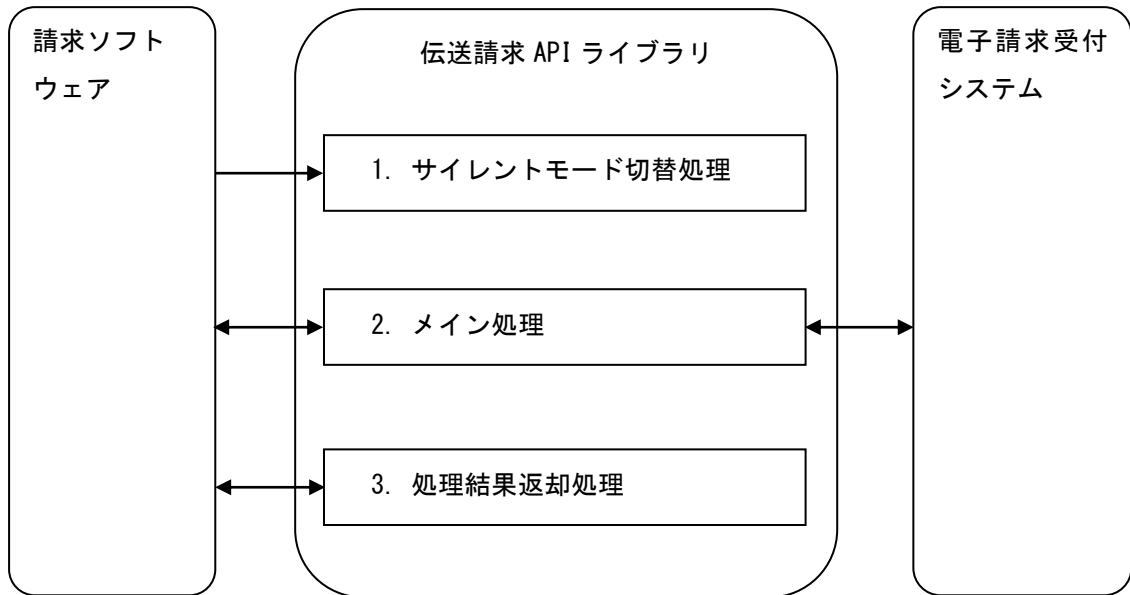 請求ソフト
ウェア
伝送請求 API ライブラリ
電子請求受付
システム
1. サイレントモード切替処理
2. メイン処理
3. 処理結果返却処理